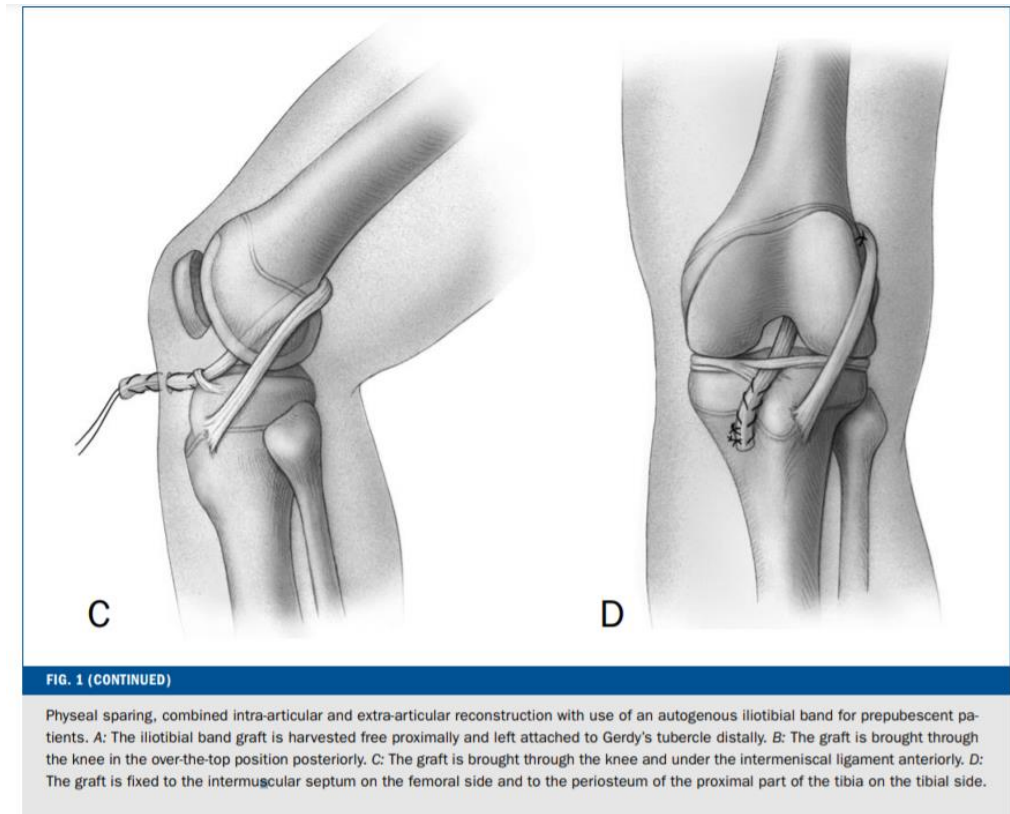 C
D
FIG. 1 (CONTINUED)
Physeal sparing, combined intra-articular and extra-articular reconstruction with use of an autogenous iliotibial band for prepubescent pa-
tients. A: The iliotibial band graft is harvested free proximally and left attached to Gerdy's tubercle distally. B: The graft is brought through
the knee in the over-the-top position posteriorly. C: The graft is brought through the knee and under the intermeniscal ligament anteriorly. D:
The graft is fixed to the intermuscular septum on the femoral side and to the periosteum of the proximal part of the tibia on the tibial side.